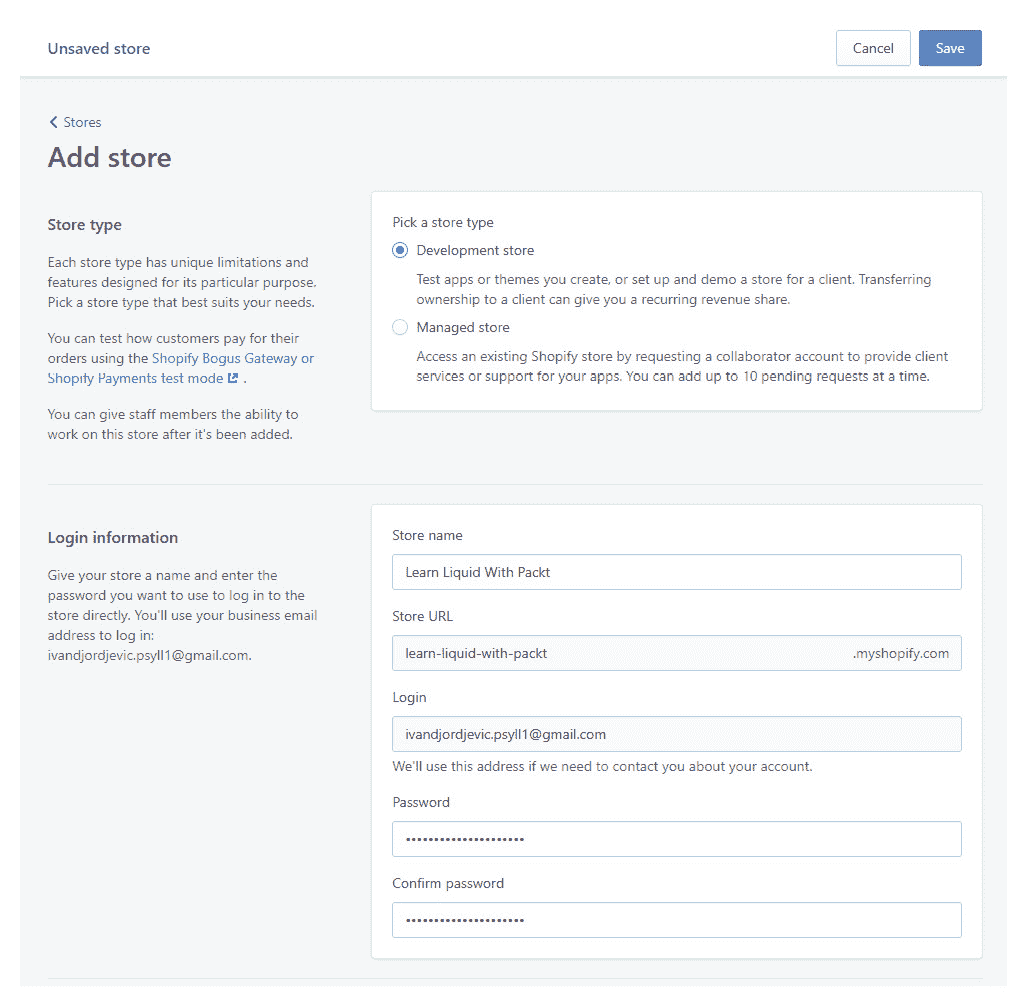 Unsaved store
Cancel
Save
Stores
Add store
Store type
Each store type has unique limitations and
features designed for its particular purpose.
Pick a store type that best suits your needs.
You can test how customers pay for their
orders using the Shopify Bogus Gateway or
Shopify Payments test mode .
You can give staff members the ability to
work on this store after it's been added.
Pick a store type
Development store
Test apps or themes you create, or set up and demo a store for a client. Transferring
ownership to a client can give you a recurring revenue share.
Managed store
Access an existing Shopify store by requesting a collaborator account to provide client
services or support for your apps. You can add up to 10 pending requests at a time.
Login information
Give your store a name and enter the
password you want to use to log in to the
store directly. You'll use your business email
address to log in:
ivandjordjevic.psyll1@gmail.com.
Store name
Learn Liquid With Packt
Store URL
learn-liquid-with-packt .myshopify.com
Login
ivandjordjevic.psyll1@gmail.com
We'll use this address if we need to contact you about your account.
Password
•••••••••••••••••••••
Confirm password
•••••••••••••••••••••